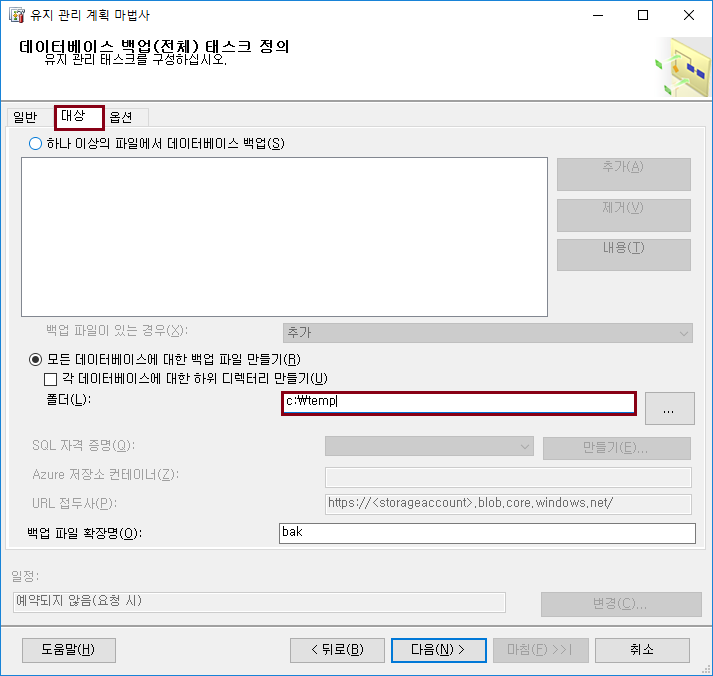 유지 관리 계획 마법사
데이터베이스 백업(전체) 태스크 정의
유지 관리 태스크를 구성하십시오.
일반 대상 옵션
하나 이상의 파일에서 데이터베이스 백업(S)
추가(A)
제거(V)
내용(T)
백업 파일이 있는 경우(X): 추가
모든 데이터베이스에 대한 백업 파일 만들기(R)
각 데이터베이스에 대한 하위 디렉터리 만들기(U)
폴더(L): c:₩temp ...
SQL 자격 증명(Q): 만들기(E)...
Azure 저장소 컨테이너(Z):
URL 접두사(P): https://<storageaccount>.blob.core.windows.net/
백업 파일 확장명(O): bak
일정:
예약되지 않음(요청 시) 변경(C)...
도움말(H) < 뒤로(B) 다음(N) > 마침(F) >>| 취소